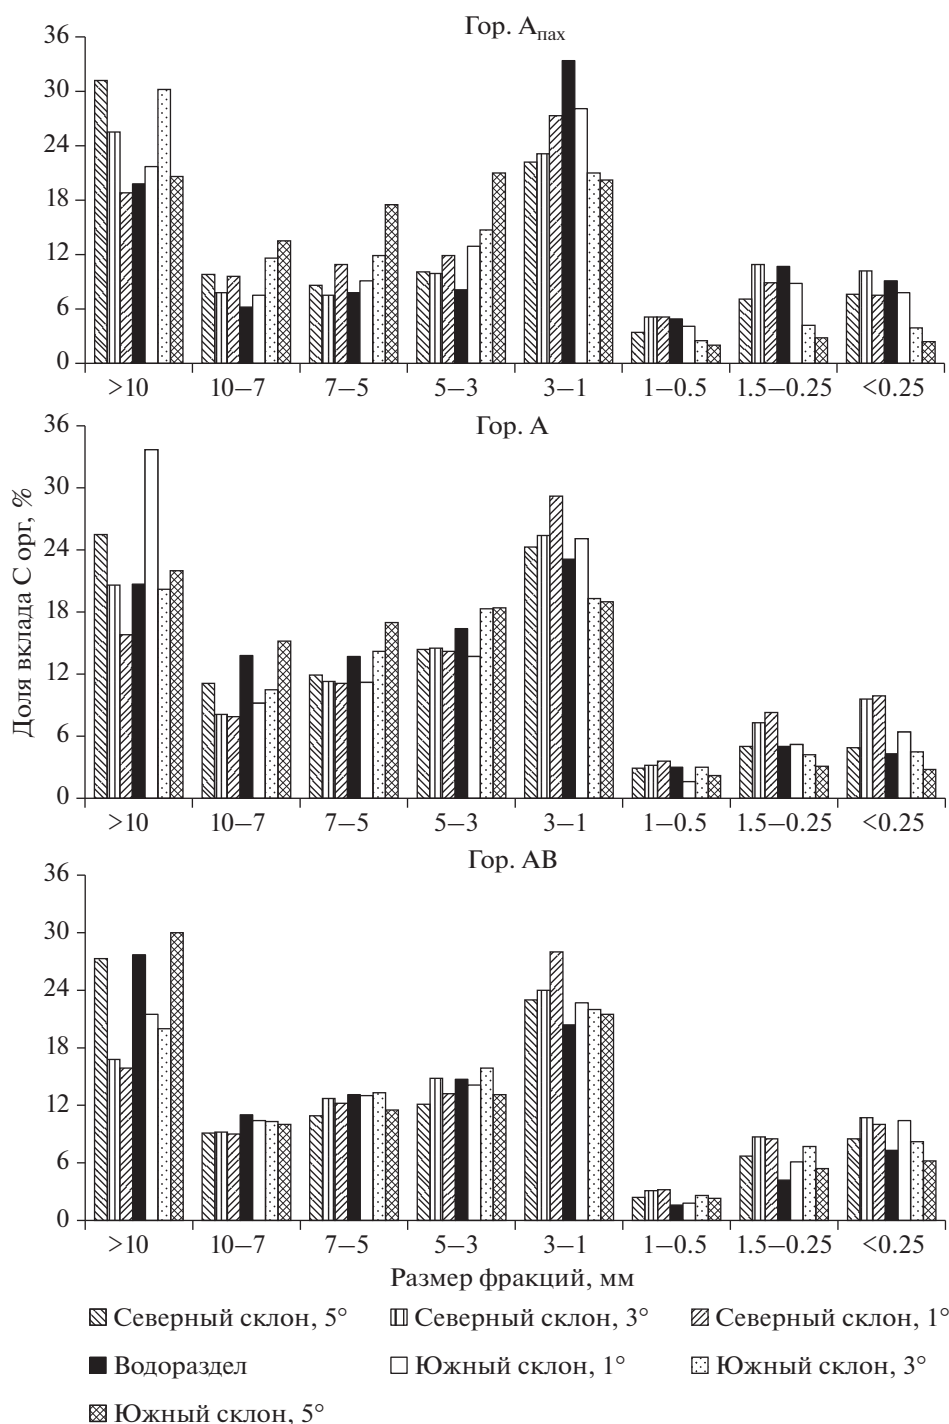 Гор. Апах
36
30
24
18
12
6
0
>10 10–7 7–5 5–3 3–1 1–0.5 1.5–0.25 <0.25
Гор. А
36
30
24
18
12
6
0
>10 10–7 7–5 5–3 3–1 1–0.5 1.5–0.25 <0.25
Доля вклада С орг, %
Гор. АВ
36
30
24
18
12
6
0
>10 10–7 7–5 5–3 3–1 1–0.5 1.5–0.25 <0.25
Размер фракций, мм
Северный склон, 5° Северный склон, 3° Северный склон, 1°
Водораздел Южный склон, 1° Южный склон, 3°
Южный склон, 5°